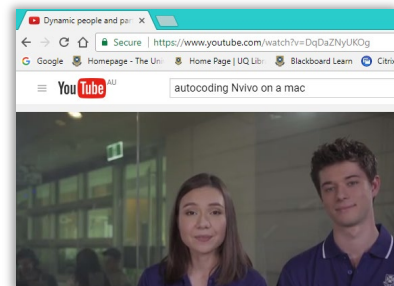 Dynamic people and par
Secure | https://www.youtube.com/watch?v=DqDaZNyUKOg
Google Homepage - The Uni Home Page | UQ Libr Blackboard Learn Citrix
YouTube AU
autocoding Nvivo on a mac